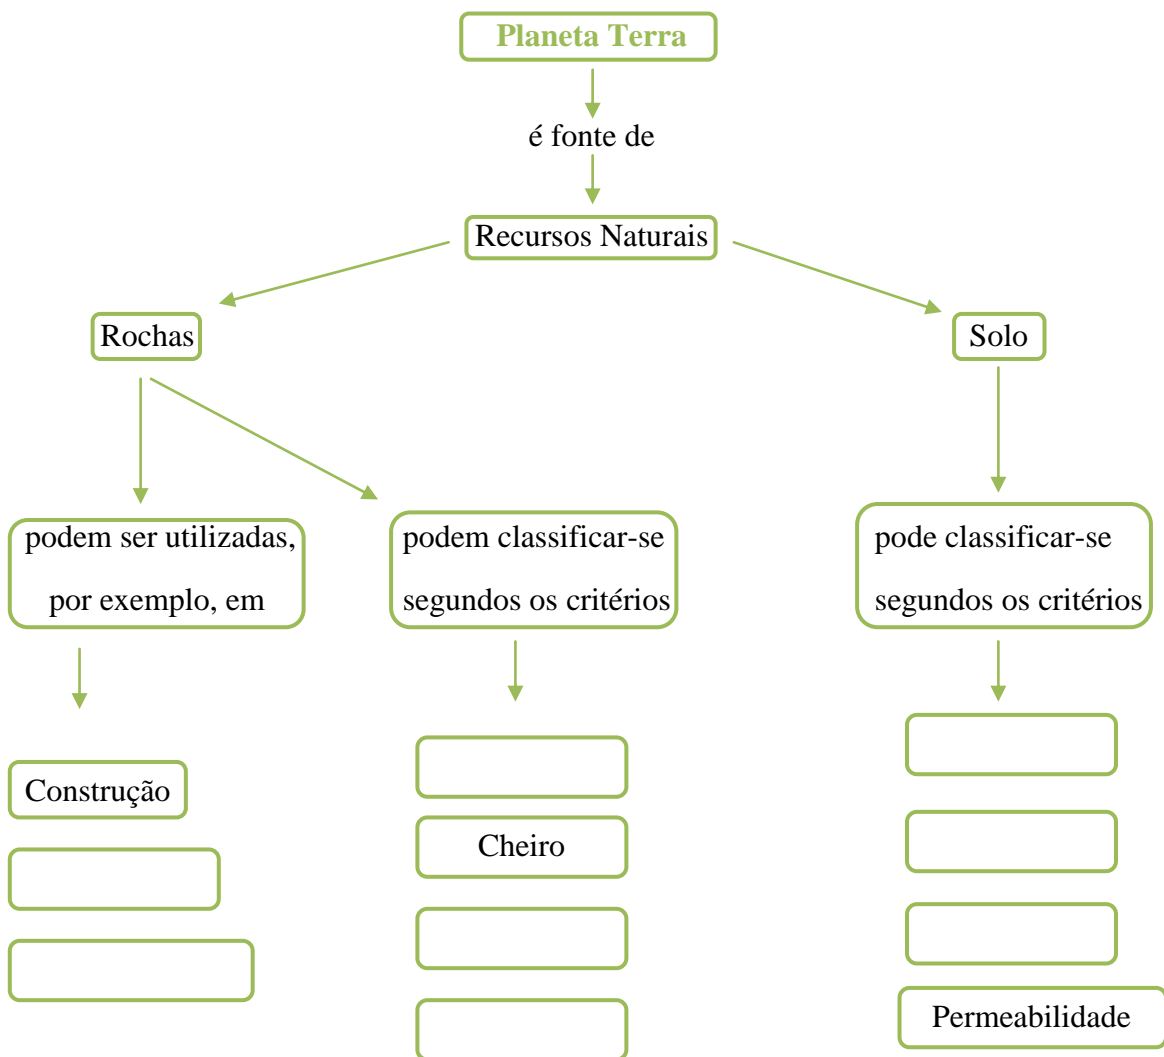 Planeta Terra
é fonte de
Recursos Naturais
Rochas
Solo
podem ser utilizadas,
por exemplo, em
podem classificar-se
segundos os critérios
pode classificar-se
segundos os critérios
Construção
Cheiro
Permeabilidade